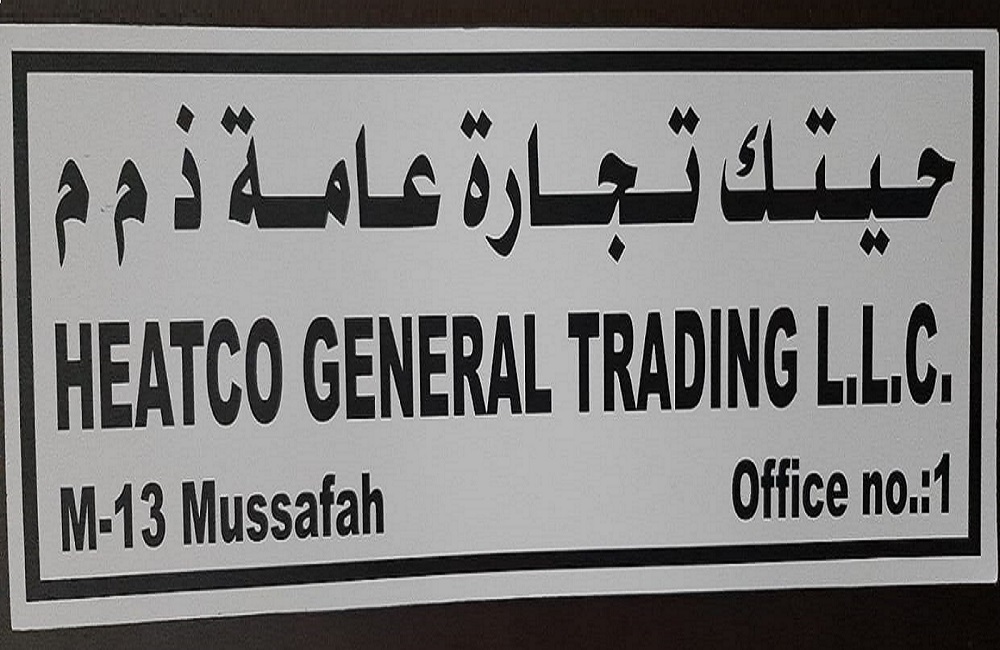 حيتك تجارة عامة ذ م م
HEATCO GENERAL TRADING L.L.C.
M-13 Mussafah
Office no.:1